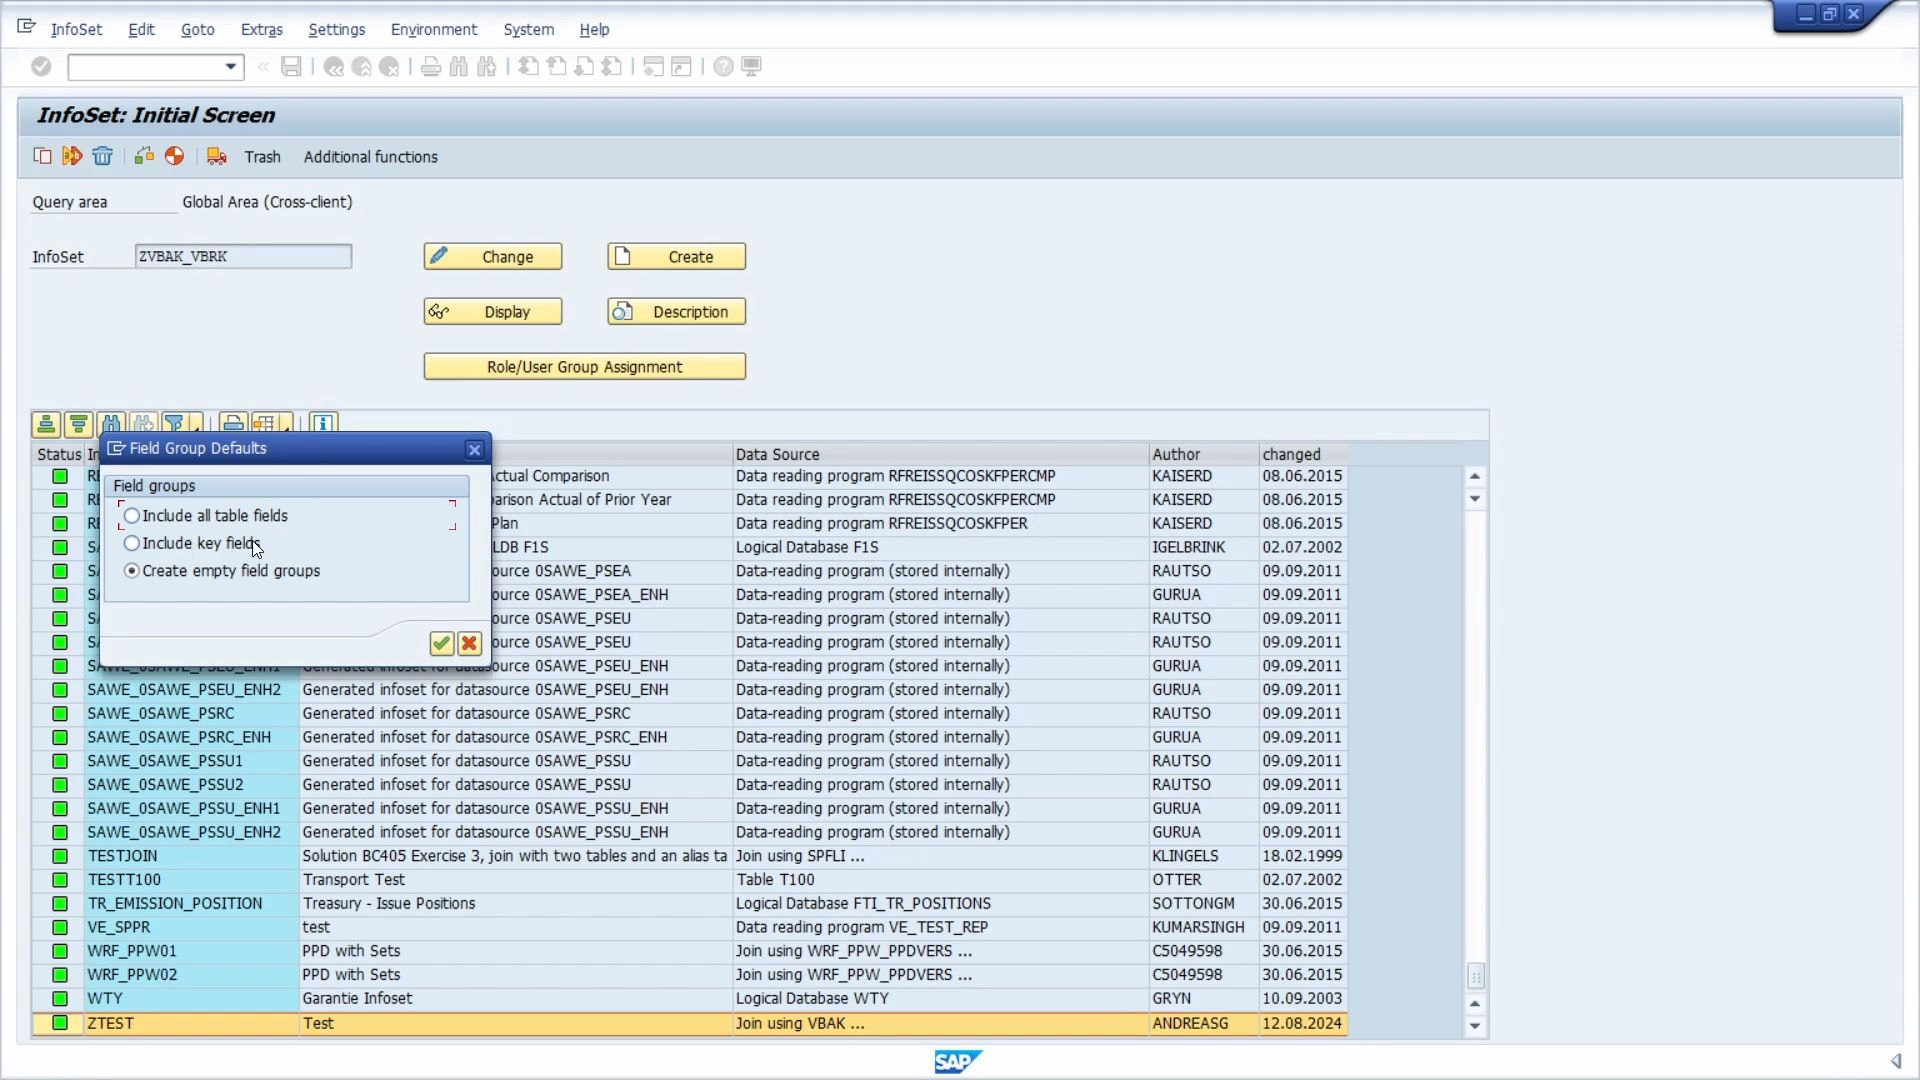 InfoSet Edit Goto Extras Settings Environment System Help
InfoSet: Initial Screen
Trash Additional functions
Query area Global Area (Cross-client)
InfoSet ZVBAK_VBRK Change Create
Display Description
Role/User Group Assignment
Status Data Source Author changed
Actual Comparison Data reading program RFREISSQCOSKFPERCMP KAISERD 08.06.2015
Actual of Prior Year Data reading program RFREISSQCOSKFPERCMP KAISERD 08.06.2015
Plan Data reading program RFREISSQCOSKFPER KAISERD 08.06.2015
LDB F1S Logical Database F1S IGELBRINK 02.07.2002
0SAWE_PSEA Data-reading program (stored internally) RAUTSO 09.09.2011
0SAWE_PSEA_ENH Data-reading program (stored internally) GURUA 09.09.2011
0SAWE_PSEU Data-reading program (stored internally) RAUTSO 09.09.2011
0SAWE_PSEU Data-reading program (stored internally) RAUTSO 09.09.2011
0SAWE_PSEU_ENH Data-reading program (stored internally) GURUA 09.09.2011
SAWE_0SAWE_PSEU_ENH2 Generated infoset for datasource 0SAWE_PSEU_ENH Data-reading program (stored internally) GURUA 09.09.2011
SAWE_0SAWE_PSRC Generated infoset for datasource 0SAWE_PSRC Data-reading program (stored internally) RAUTSO 09.09.2011
SAWE_0SAWE_PSRC_ENH Generated infoset for datasource 0SAWE_PSRC_ENH Data-reading program (stored internally) GURUA 09.09.2011
SAWE_0SAWE_PSSU1 Generated infoset for datasource 0SAWE_PSSU Data-reading program (stored internally) RAUTSO 09.09.2011
SAWE_0SAWE_PSSU2 Generated infoset for datasource 0SAWE_PSSU Data-reading program (stored internally) RAUTSO 09.09.2011
SAWE_0SAWE_PSSU_ENH1 Generated infoset for datasource 0SAWE_PSSU_ENH Data-reading program (stored internally) GURUA 09.09.2011
SAWE_0SAWE_PSSU_ENH2 Generated infoset for datasource 0SAWE_PSSU_ENH Data-reading program (stored internally) GURUA 09.09.2011
TESTJOIN Solution BC405 Exercise 3, join with two tables and an alias ta Join using SPFLI ... KLINGELS 18.02.1999
TESTT100 Transport Test Table T100 OTTER 02.07.2002
TR_EMISSION_POSITION Treasury - Issue Positions Logical Database FTI_TR_POSITIONS SOTTONGM 30.06.2015
VE_SPPR test Data reading program VE_TEST_REP KUMARSINGH 09.09.2011
WRF_PPW01 PPD with Sets Join using WRF_PPW_PPDVERS ... C5049598 30.06.2015
WRF_PPW02 PPD with Sets Join using WRF_PPW_PPDVERS ... C5049598 30.06.2015
WTY Garantie Infoset Logical Database WTY GRYN 10.09.2003
ZTEST Test Join using VBAK ... ANDREASG 12.08.2024
Field Group Defaults
Field groups
Include all table fields
Include key fields
Create empty field groups
SAP